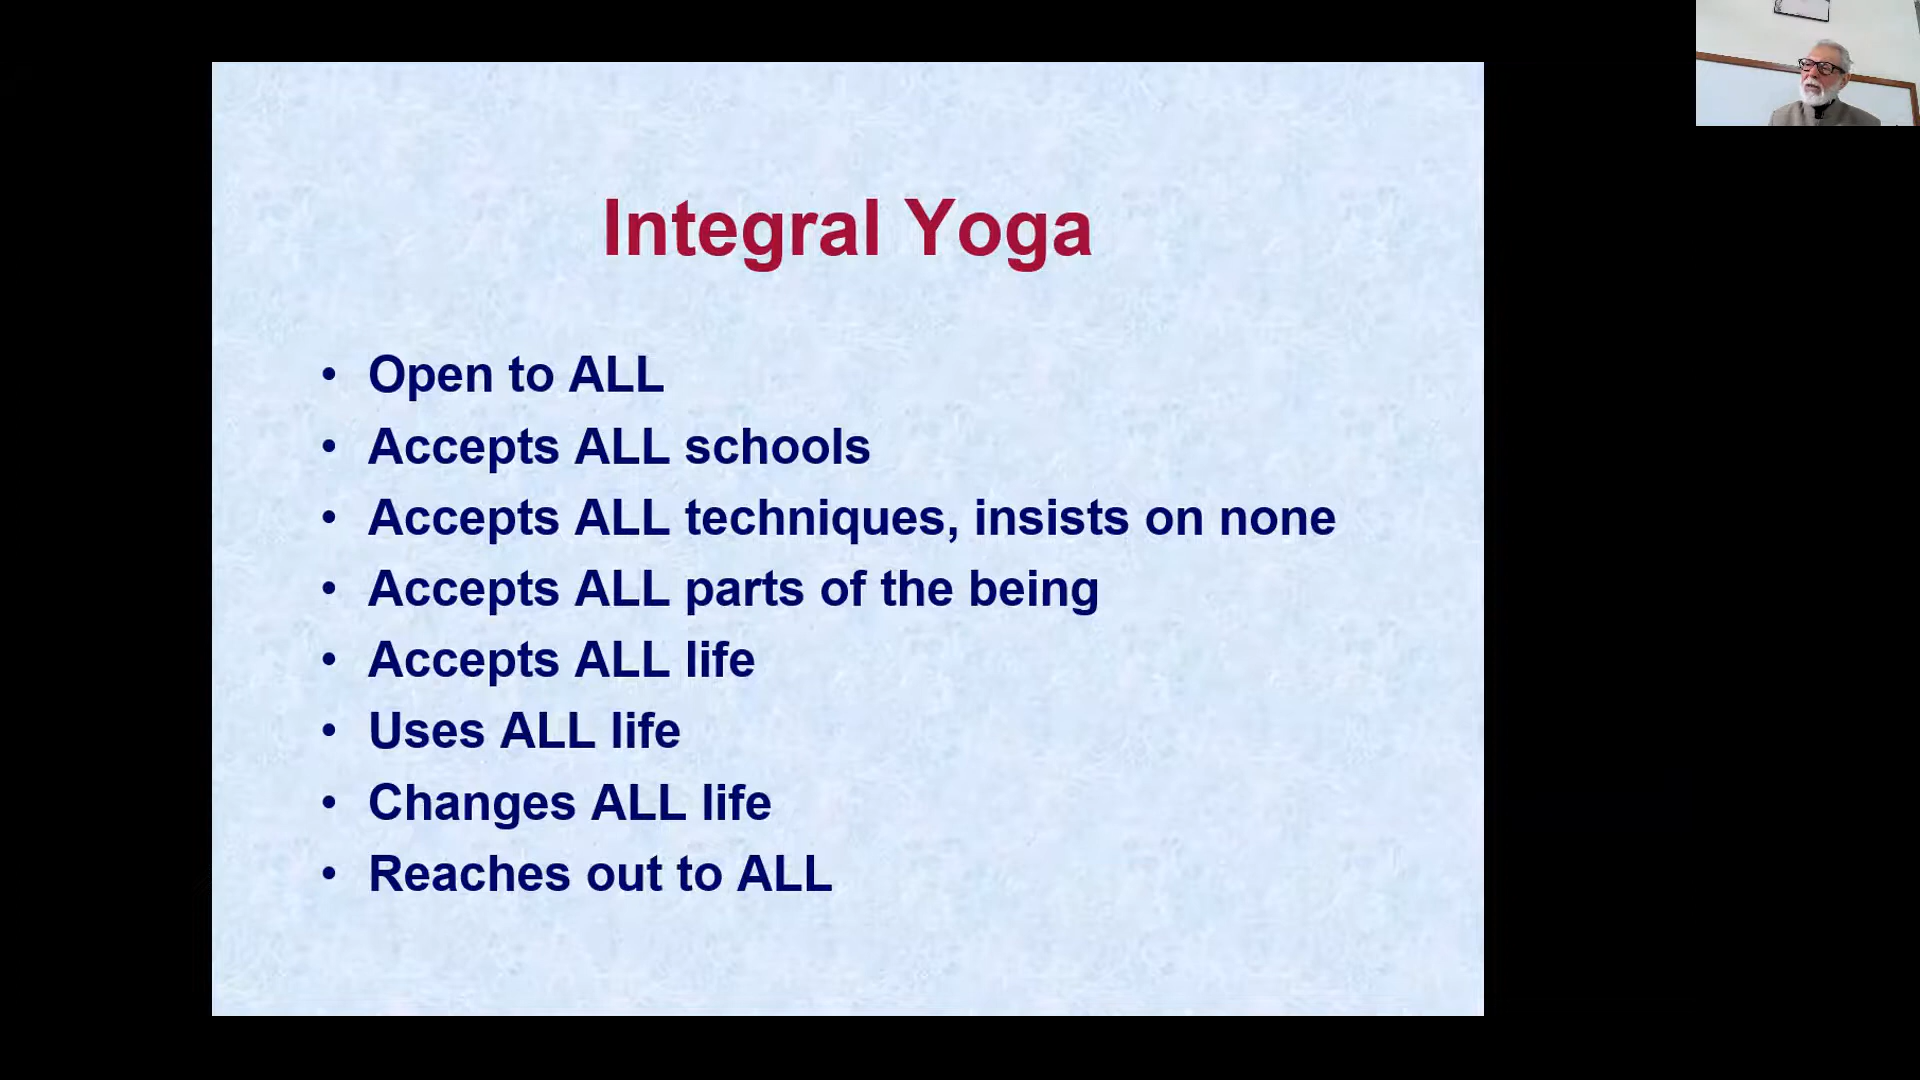 Integral Yoga
• Open to ALL
• Accepts ALL schools
• Accepts ALL techniques, insists on none
• Accepts ALL parts of the being
• Accepts ALL life
• Uses ALL life
• Changes ALL life
• Reaches out to ALL